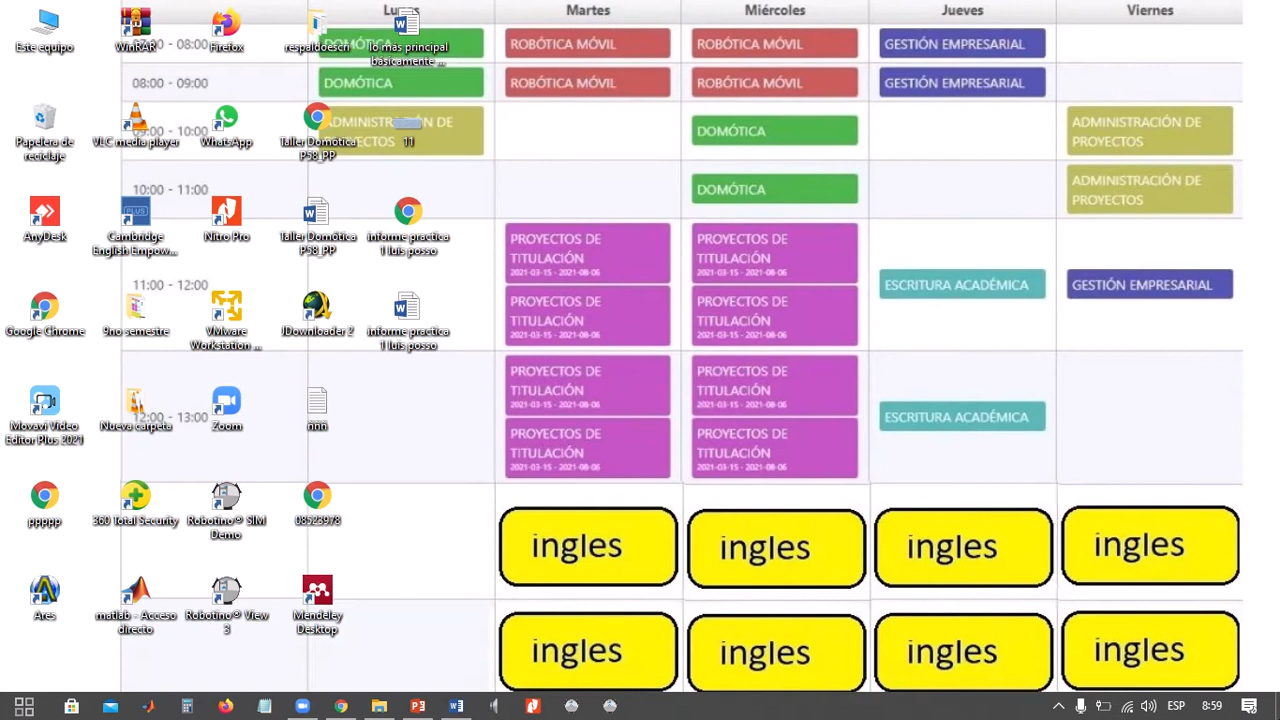 Lunes
Martes
Miércoles
Jueves
Viernes
07:00 - 08:00
DOMÓTICA
ROBÓTICA MÓVIL
ROBÓTICA MÓVIL
GESTIÓN EMPRESARIAL
08:00 - 09:00
DOMÓTICA
ROBÓTICA MÓVIL
ROBÓTICA MÓVIL
GESTIÓN EMPRESARIAL
09:00 - 10:00
ADMINISTRACIÓN DE
PROYECTOS
DOMÓTICA
ADMINISTRACIÓN DE
PROYECTOS
10:00 - 11:00
DOMÓTICA
ADMINISTRACIÓN DE
PROYECTOS
11:00 - 12:00
PROYECTOS DE
TITULACIÓN
2021-03-15 - 2021-08-06
PROYECTOS DE
TITULACIÓN
2021-03-15 - 2021-08-06
PROYECTOS DE
TITULACIÓN
2021-03-15 - 2021-08-06
PROYECTOS DE
TITULACIÓN
2021-03-15 - 2021-08-06
ESCRITURA ACADÉMICA
GESTIÓN EMPRESARIAL
12:00 - 13:00
PROYECTOS DE
TITULACIÓN
2021-03-15 - 2021-08-06
PROYECTOS DE
TITULACIÓN
2021-03-15 - 2021-08-06
PROYECTOS DE
TITULACIÓN
2021-03-15 - 2021-08-06
PROYECTOS DE
TITULACIÓN
2021-03-15 - 2021-08-06
ESCRITURA ACADÉMICA
ingles
ingles
ingles
ingles
ingles
ingles
ingles
ingles
Este equipo
WinRAR
Firefox
respaldoescri
lo mas principal
básicamente ...
Papelera de
reciclaje
VLC media player
WhatsApp
Taller Domótica
P58_PP
11
AnyDesk
PLUS
Cambridge
English Empow...
Nitro Pro
Taller Domótica
P58_PP
informe practica
1 luis posso
Google Chrome
9no semestre
VMware
Workstation ...
JDownloader 2
informe practica
1 luis posso
Movavi Video
Editor Plus 2021
Nueva carpeta
Zoom
ññll
ppppp
360 Total Security
Robotino® SIM
Demo
08523978
Ares
matlab - Acceso
directo
Robotino® View
3
Mendeley
Desktop
ESP
8:59